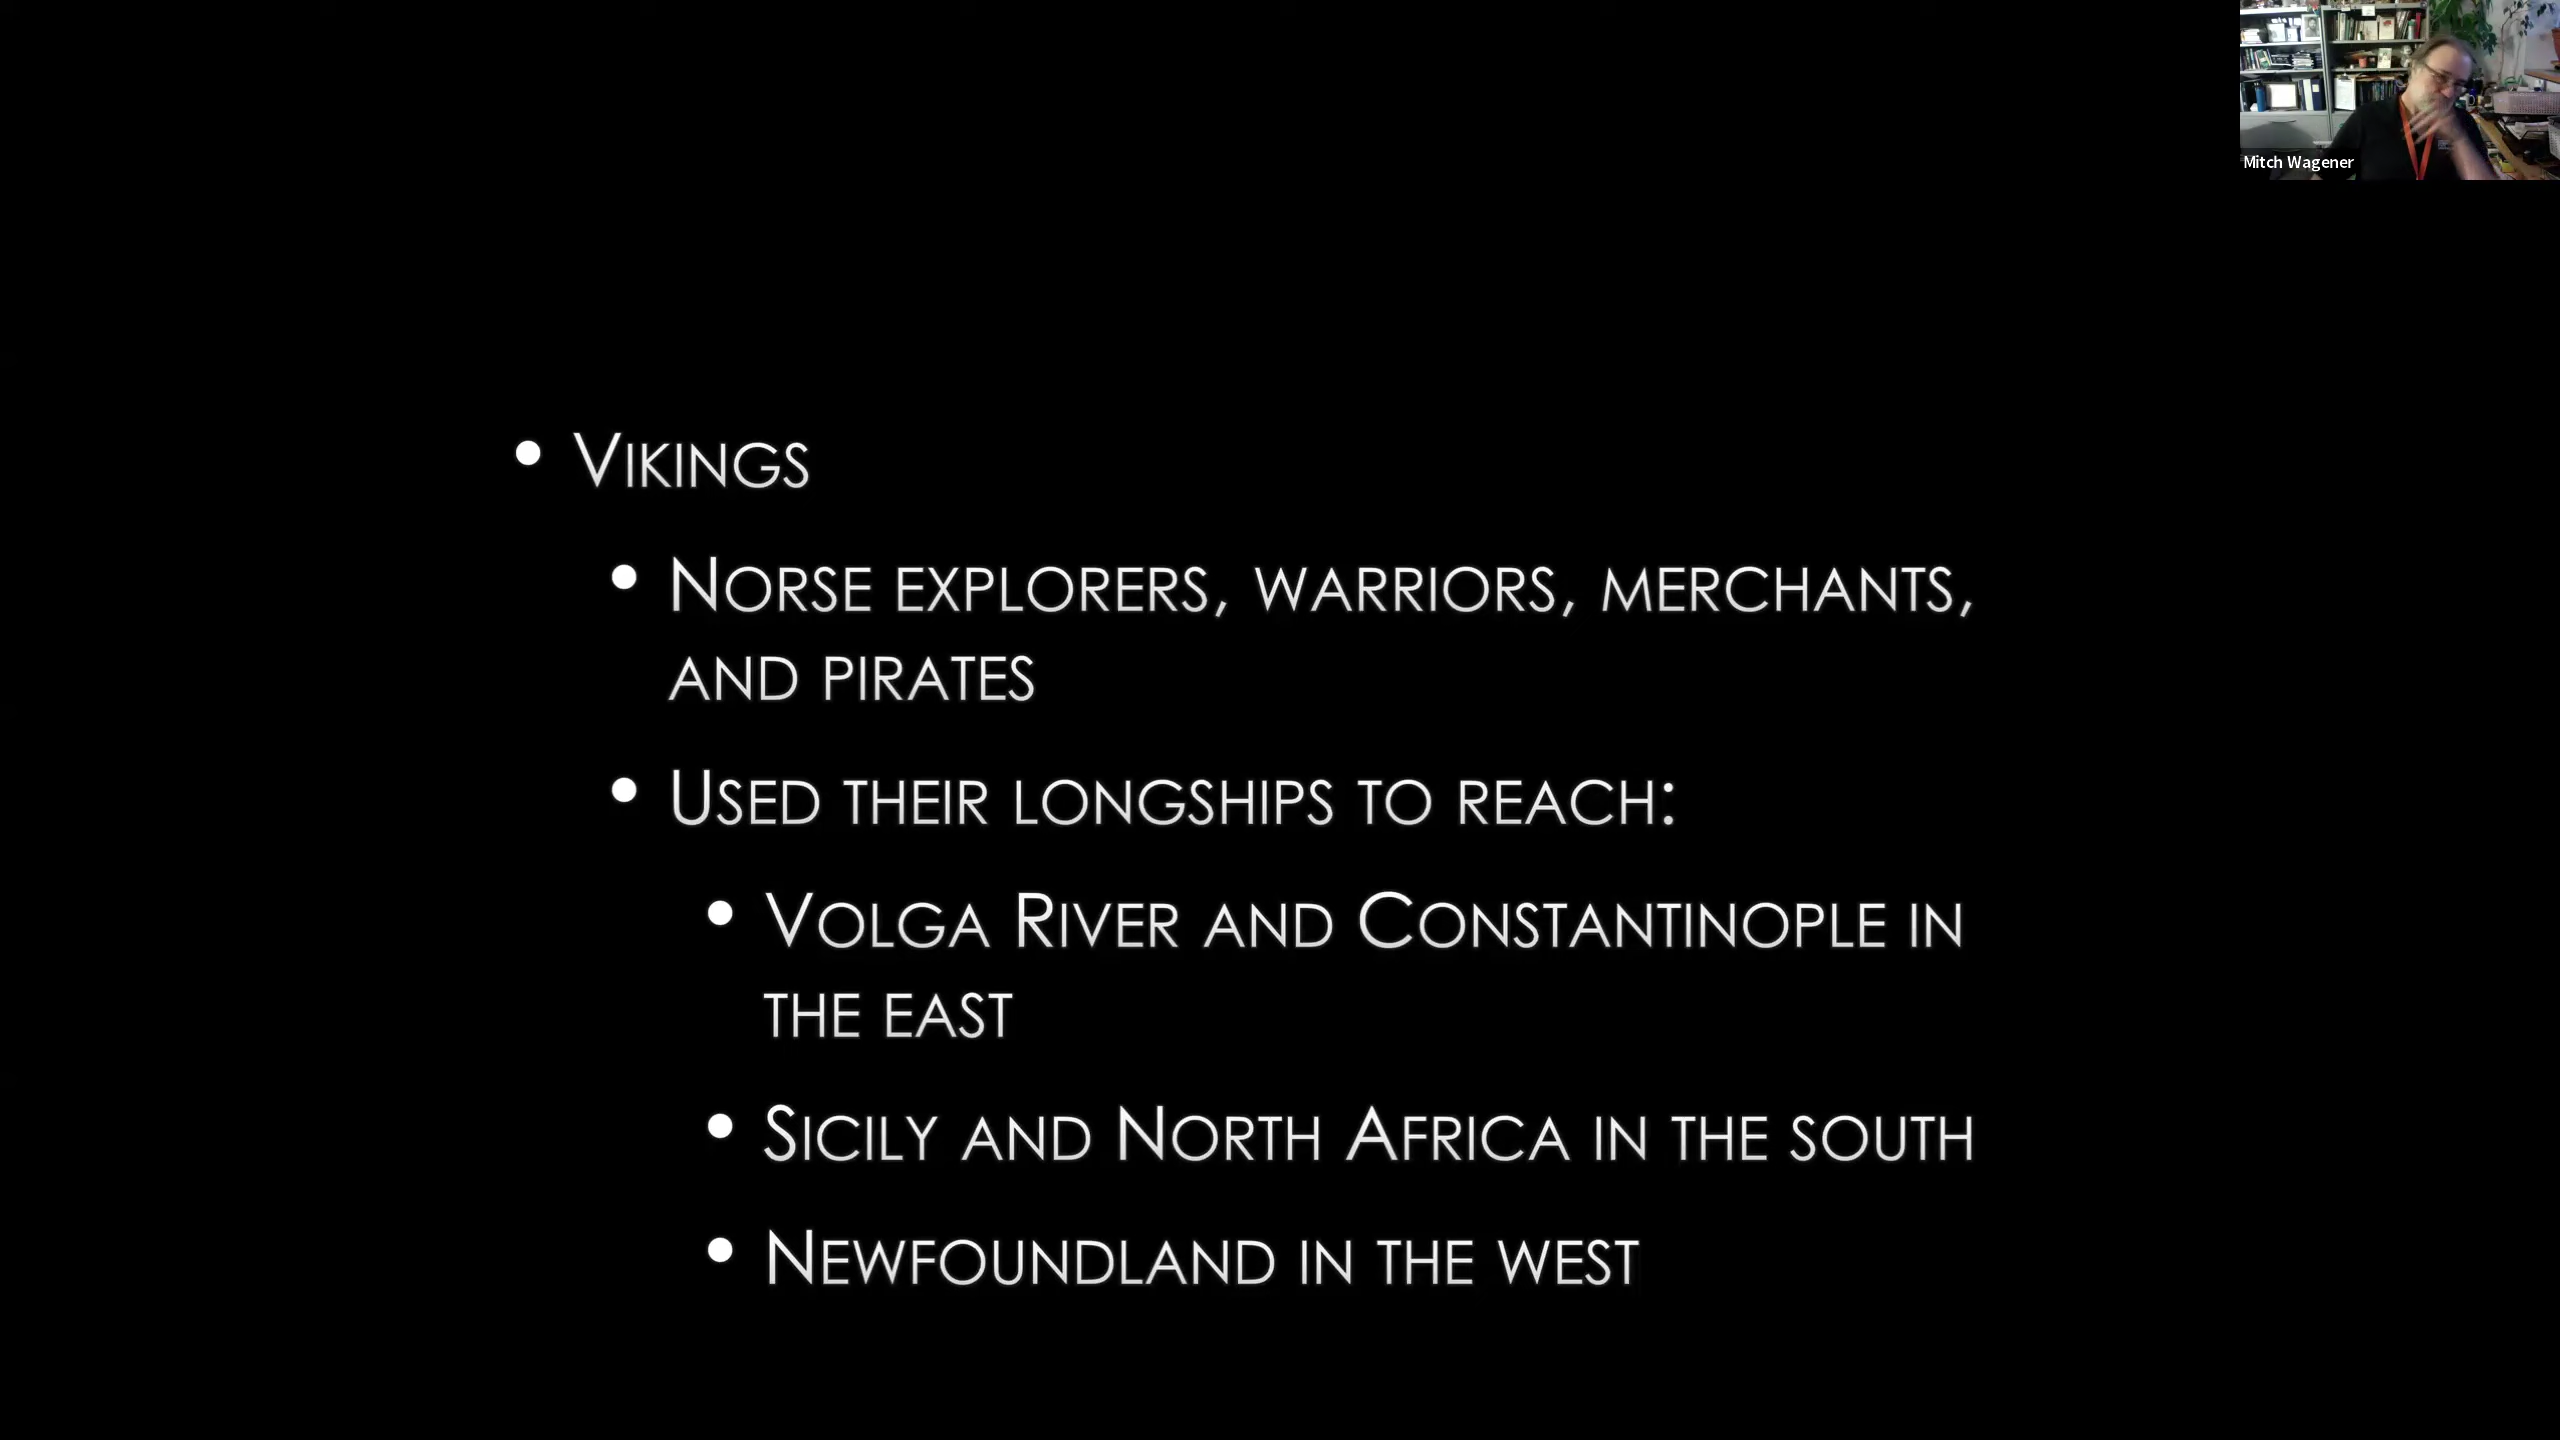 Mitch Wagener
• Vikings
• Norse explorers, warriors, merchants,
and pirates
• Used their longships to reach:
• Volga River and Constantinople in
the east
• Sicily and North Africa in the south
• Newfoundland in the west